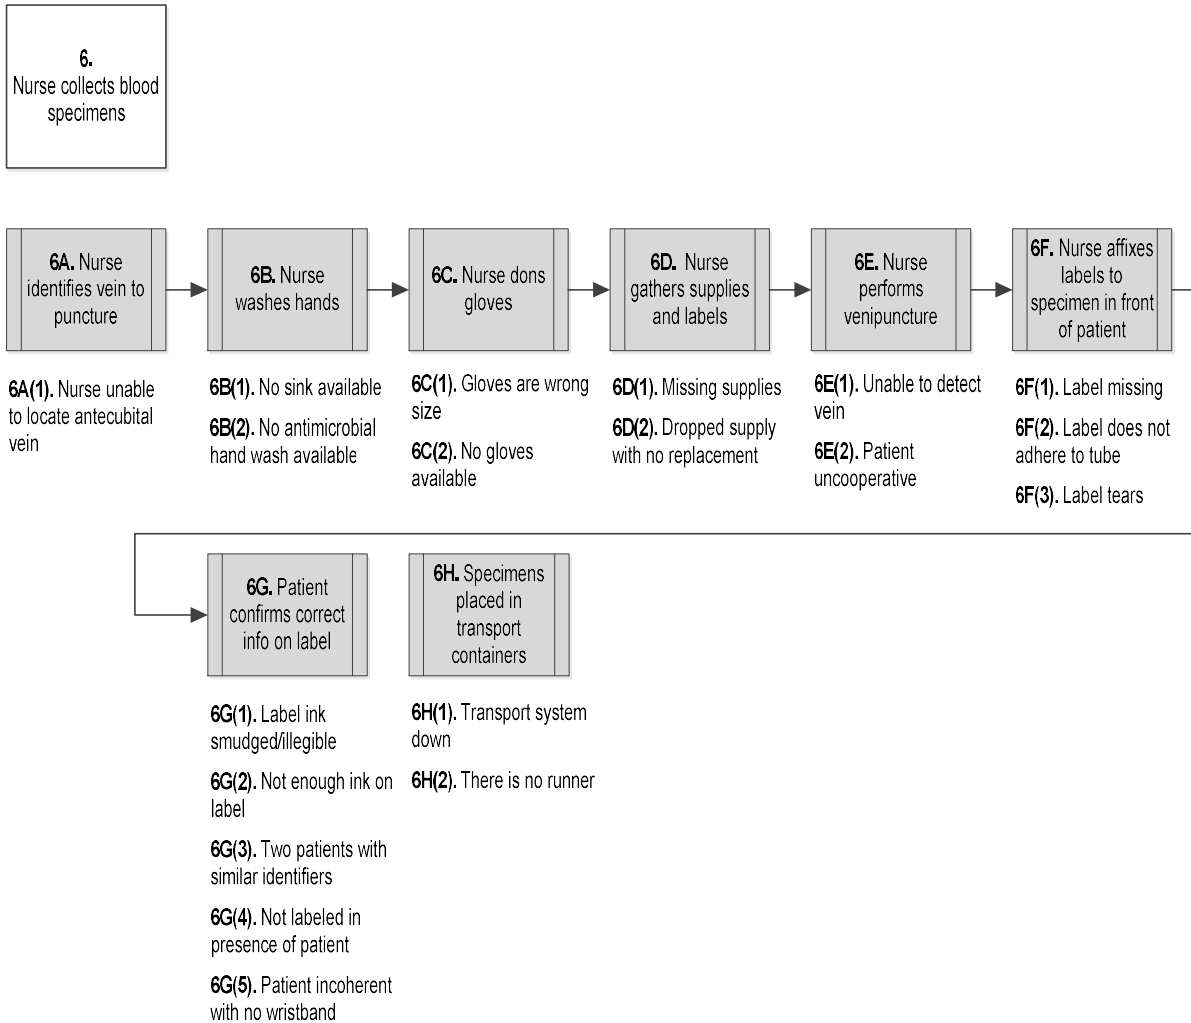 6.
Nurse collects blood
specimens
6A. Nurse
identifies vein to
puncture
6B. Nurse
washes hands
6C. Nurse dons
gloves
6D.  Nurse
gathers supplies
and labels
6E. Nurse
performs
venipuncture
6F. Nurse affixes
labels to
specimen in front
of patient
6A(1). Nurse unable
to locate antecubital
vein
6B(1). No sink available
6B(2). No antimicrobial
hand wash available
6C(1). Gloves are wrong
size
6C(2). No gloves
available
6D(1). Missing supplies
6D(2). Dropped supply
with no replacement
6E(1). Unable to detect
vein
6E(2). Patient
uncooperative
6F(1). Label missing
6F(2). Label does not
adhere to tube
6F(3). Label tears
6G. Patient
confirms correct
info on label
6H. Specimens
placed in
transport
containers
6G(1). Label ink
smudged/illegible
6G(2). Not enough ink on
label
6G(3). Two patients with
similar identifiers
6G(4). Not labeled in
presence of patient
6G(5). Patient incoherent
with no wristband
6H(1). Transport system
down
6H(2). There is no runner